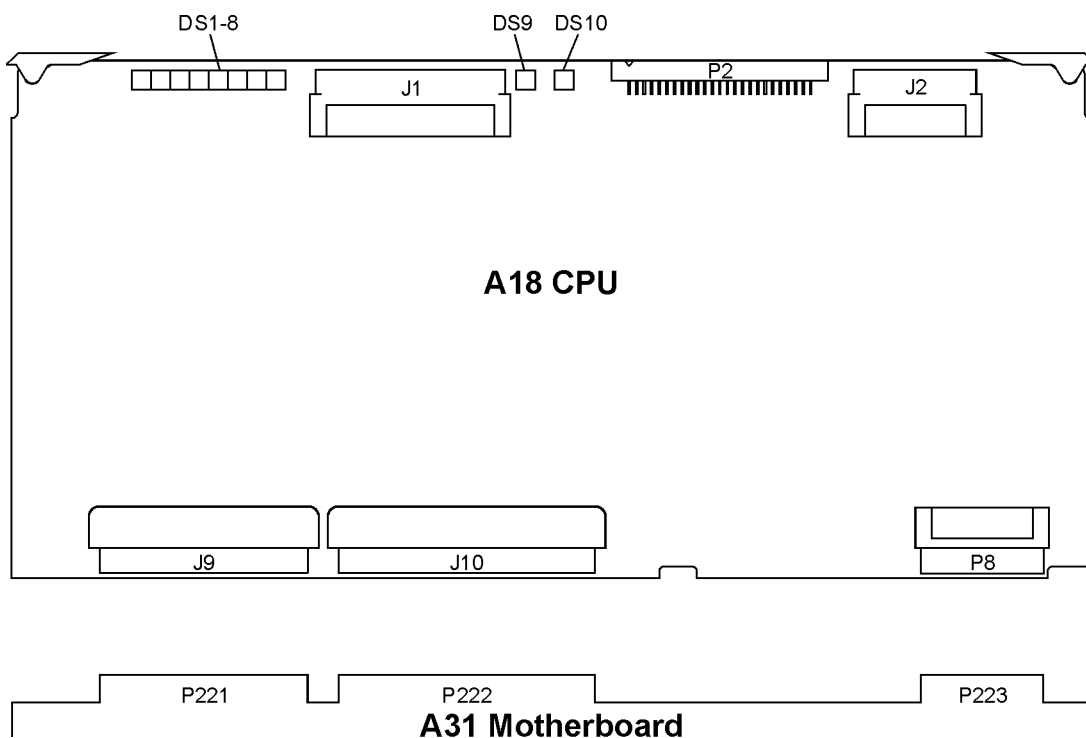 DS1-8
DS9
DS10
J1
P2
J2
A18 CPU
J9
J10
P8
P221
P222
P223
A31 Motherboard